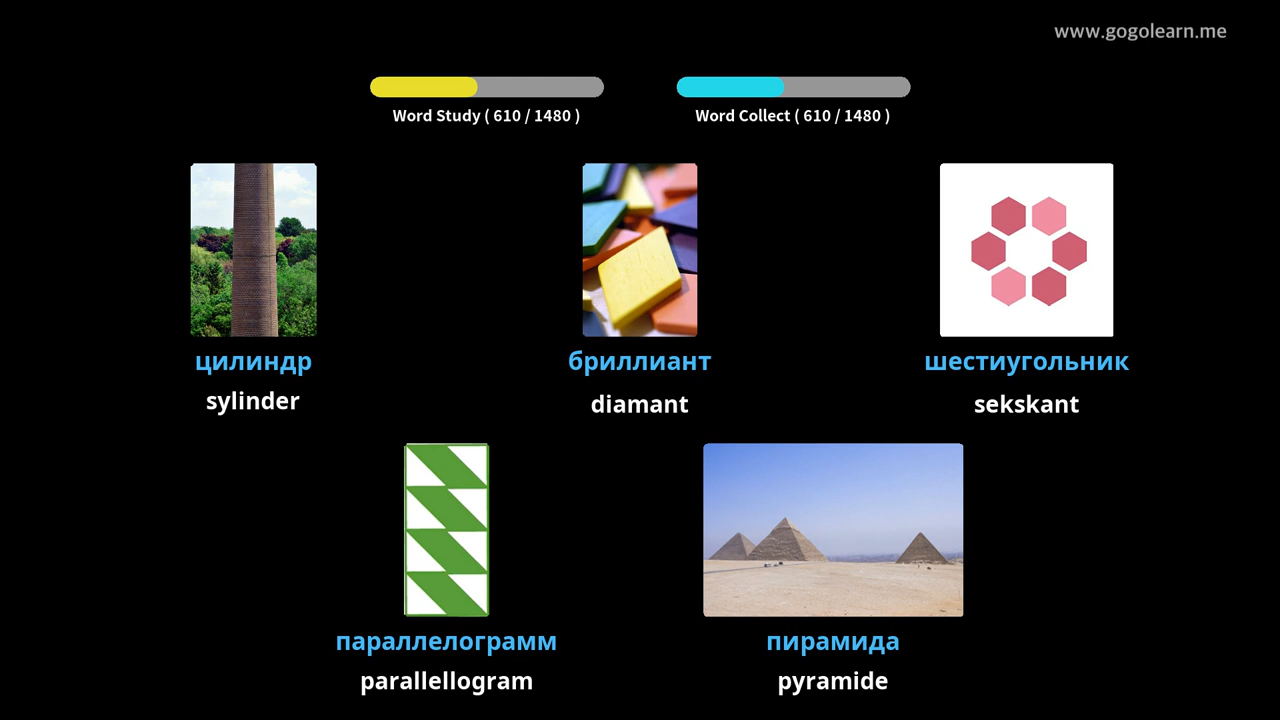 www.gogolearn.me
Word Study ( 610 / 1480 )
Word Collect ( 610 / 1480 )
цилиндр
бриллиант
шестиугольник
sylinder
diamant
sekskant
параллелограмм
пирамида
parallellogram
pyramide